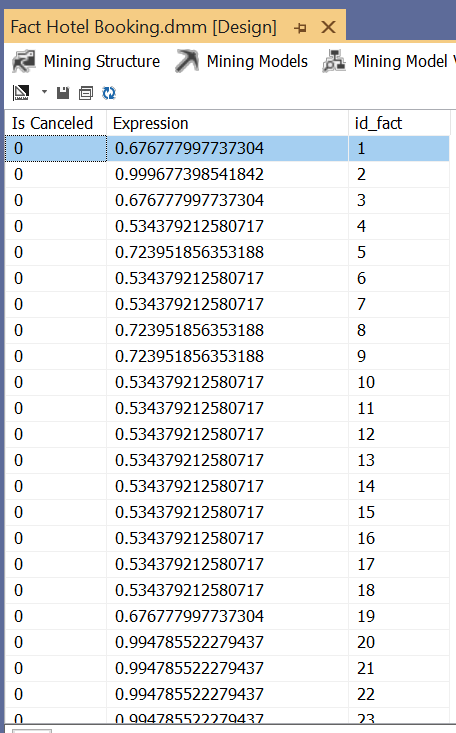 Fact Hotel Booking.dmm [Design]
Mining Structure Mining Models Mining Model V
Is Canceled Expression id_fact
0 0.676777997737304 1
0 0.999677398541842 2
0 0.676777997737304 3
0 0.534379212580717 4
0 0.723951856353188 5
0 0.534379212580717 6
0 0.534379212580717 7
0 0.723951856353188 8
0 0.723951856353188 9
0 0.534379212580717 10
0 0.534379212580717 11
0 0.534379212580717 12
0 0.534379212580717 13
0 0.534379212580717 14
0 0.534379212580717 15
0 0.534379212580717 16
0 0.534379212580717 17
0 0.534379212580717 18
0 0.676777997737304 19
0 0.994785522279437 20
0 0.994785522279437 21
0 0.994785522279437 22
0 0.994785522279437 23